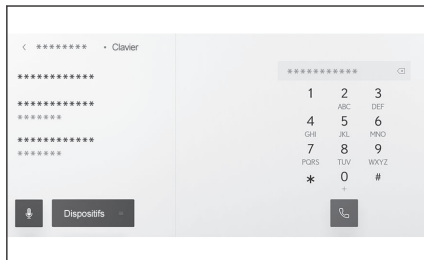 < ******** • Clavier
************
************
*******
************
*******
***********
1 2 3
ABC DEF
4 5 6
GHI JKL MNO
7 8 9
PQRS TUV WXYZ
* 0 #
+
Dispositifs